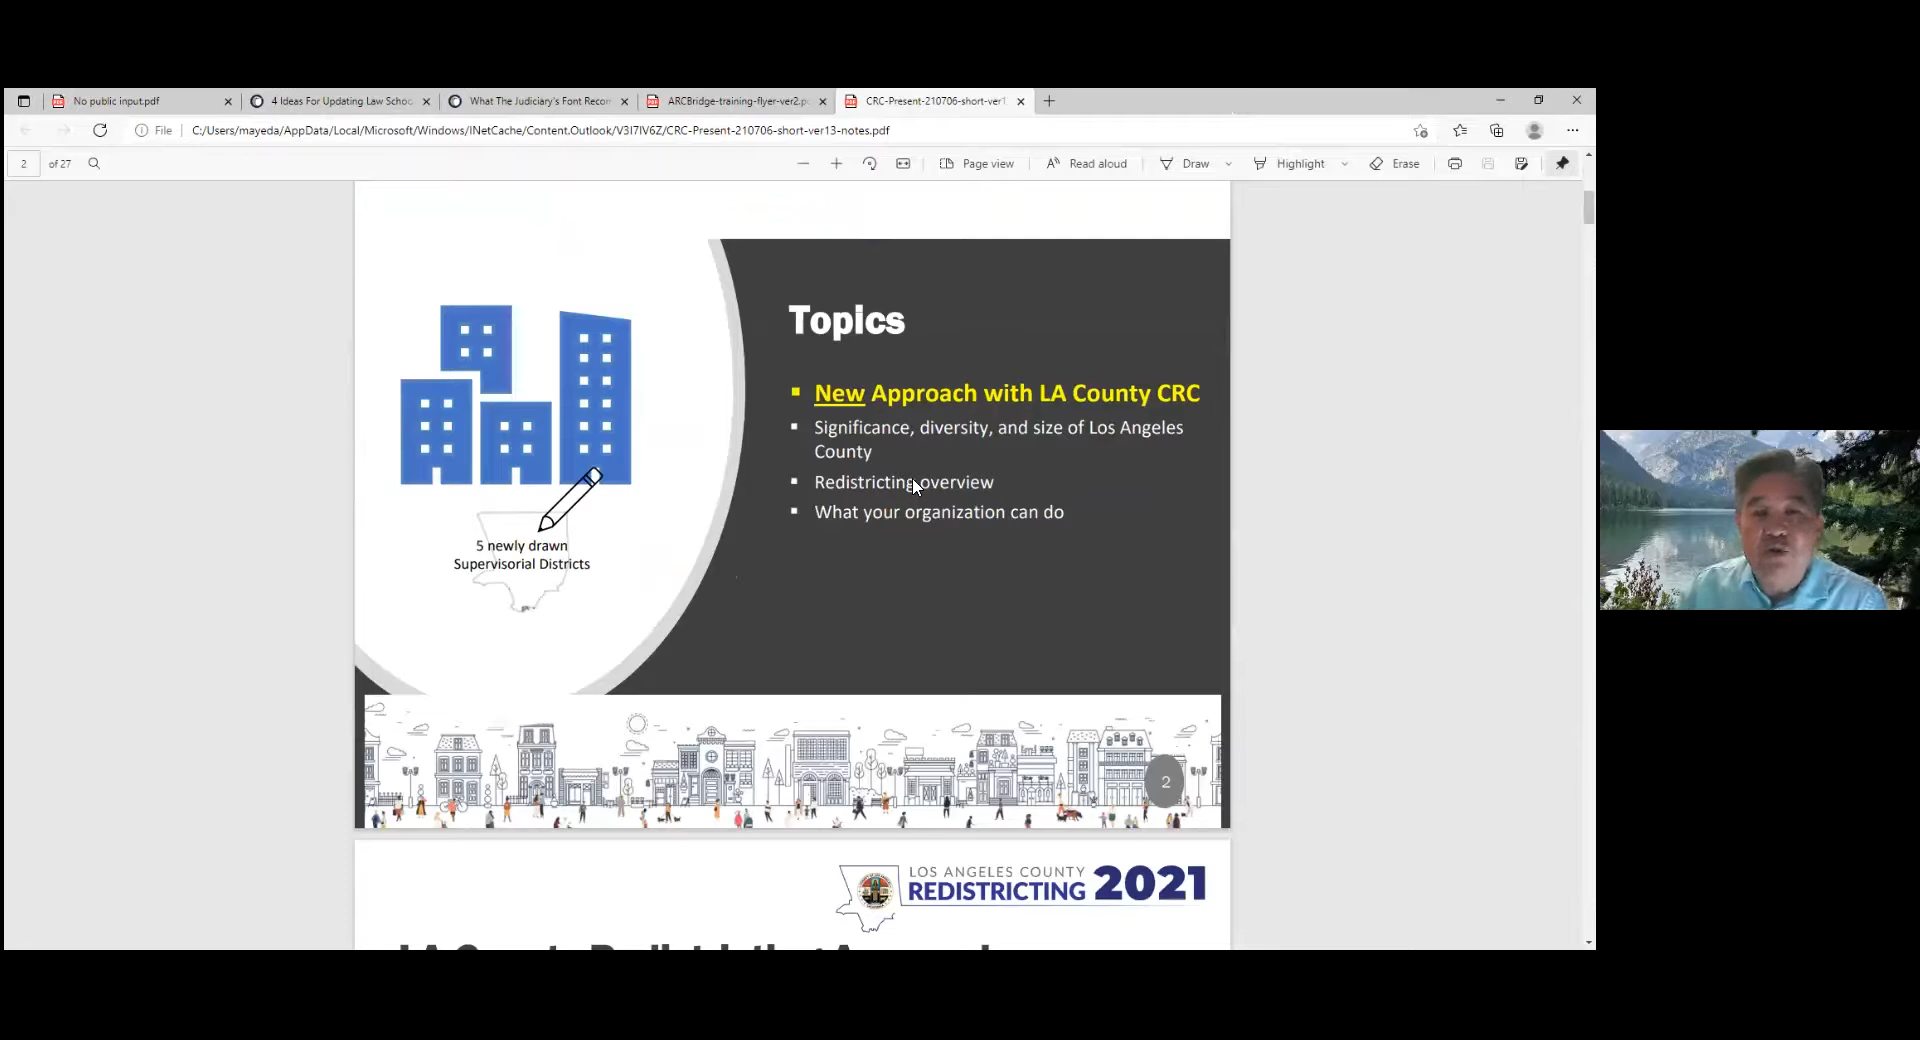 No public input.pdf
4 Ideas For Updating Law Schoo
What The Judiciary's Font Recom
ARCBridge-training-flyer-ver2.p
CRC-Present-210706-short-ver1
File
C:/Users/mayeda/AppData/Local/Microsoft/Windows/INetCache/Content.Outlook/V3I7IV6Z/CRC-Present-210706-short-ver13-notes.pdf
2 of 27
Page view
Read aloud
Draw
Highlight
Erase
Topics
New Approach with LA County CRC
Significance, diversity, and size of Los Angeles
County
Redistricting overview
What your organization can do
5 newly drawn
Supervisorial Districts
2
LOS ANGELES COUNTY
REDISTRICTING 2021